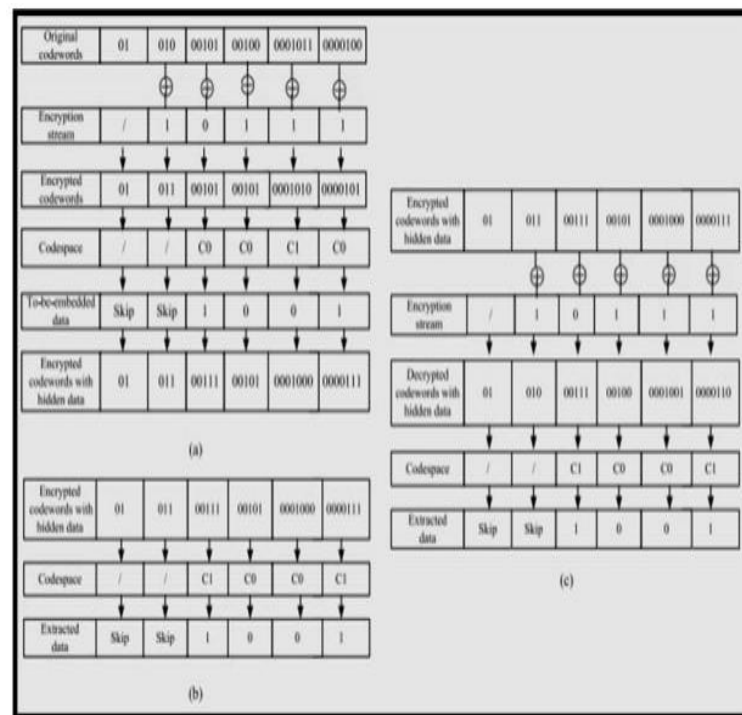 Original codewords 01 010 00101 00100 0001011 0000100
Encryption stream / 1 0 1 1 1
Encrypted codewords 01 011 00101 00101 0001010 0000101
Codespace / / C0 C0 C1 C0
To-be-embedded data Skip Skip 1 0 0 1
Encrypted codewords with hidden data 01 011 00111 00101 0001000 0000111
(a)
Encrypted codewords with hidden data 01 011 00111 00101 0001000 0000111
Codespace / / C1 C0 C0 C1
Extracted data Skip Skip 1 0 0 1
(b)
Encrypted codewords with hidden data 01 011 00111 00101 0001000 0000111
Encryption stream / 1 0 1 1 1
Decrypted codewords with hidden data 01 010 00111 00100 0001001 0000110
Codespace / / C1 C0 C0 C1
Extracted data Skip Skip 1 0 0 1
(c)